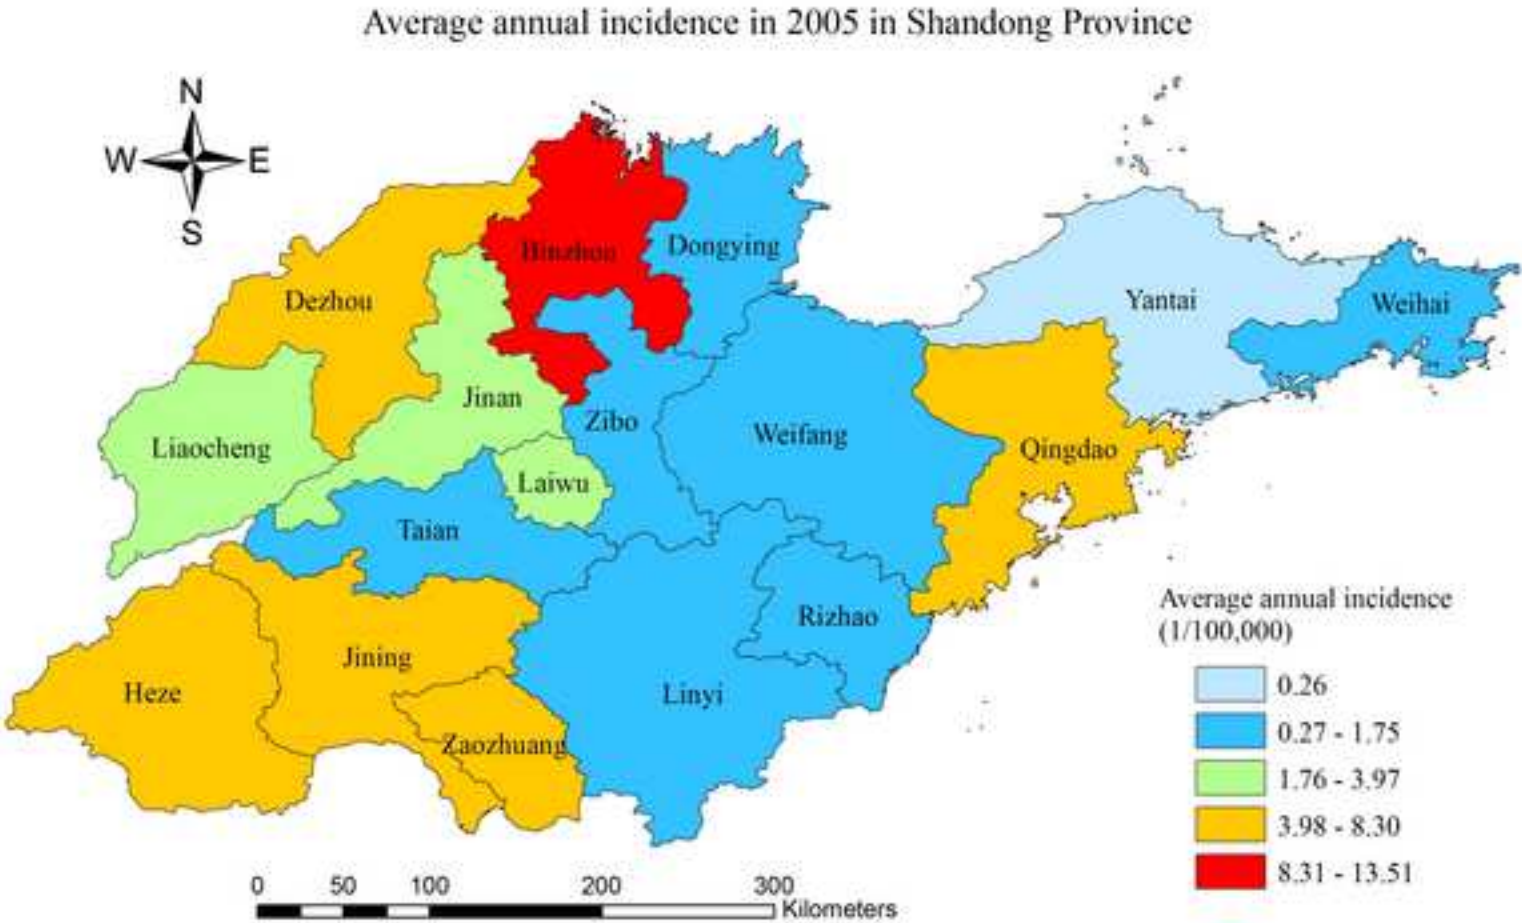 Average annual incidence in 2005 in Shandong Province
N
W E
S
Binzhou
Dongying
Dezhou
Yantai
Weihai
Jinan
Zibo
Weifang
Liaocheng
Qingdao
Laiwu
Taian
Rizhao
Jining
Heze
Linyi
Zaozhuang
Average annual incidence
(1/100,000)
0.26
0.27 - 1.75
1.76 - 3.97
3.98 - 8.30
8.31 - 13.51
0 50 100 200 300
Kilometers